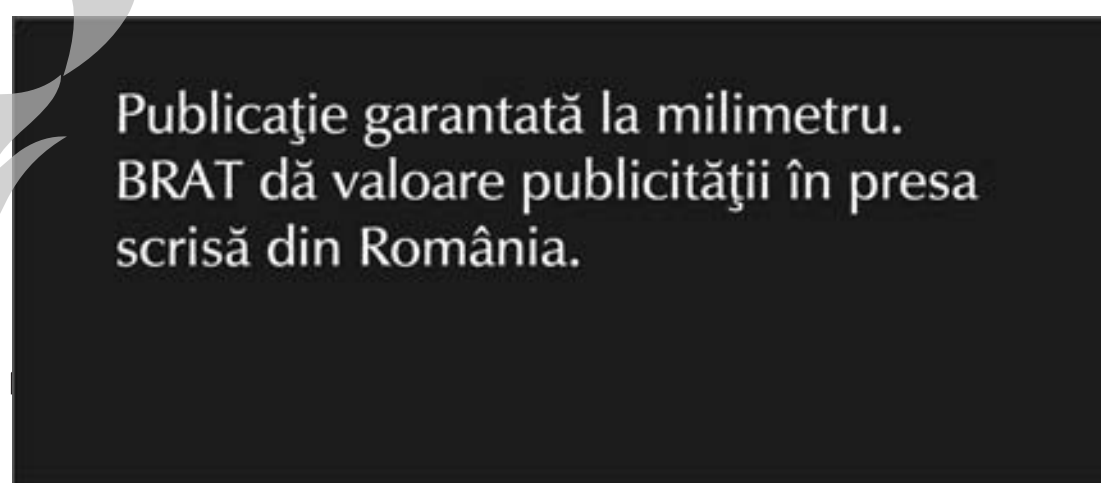 Publicaţie garantată la milimetru.
BRAT dă valoare publicităţii în presa
scrisă din România.